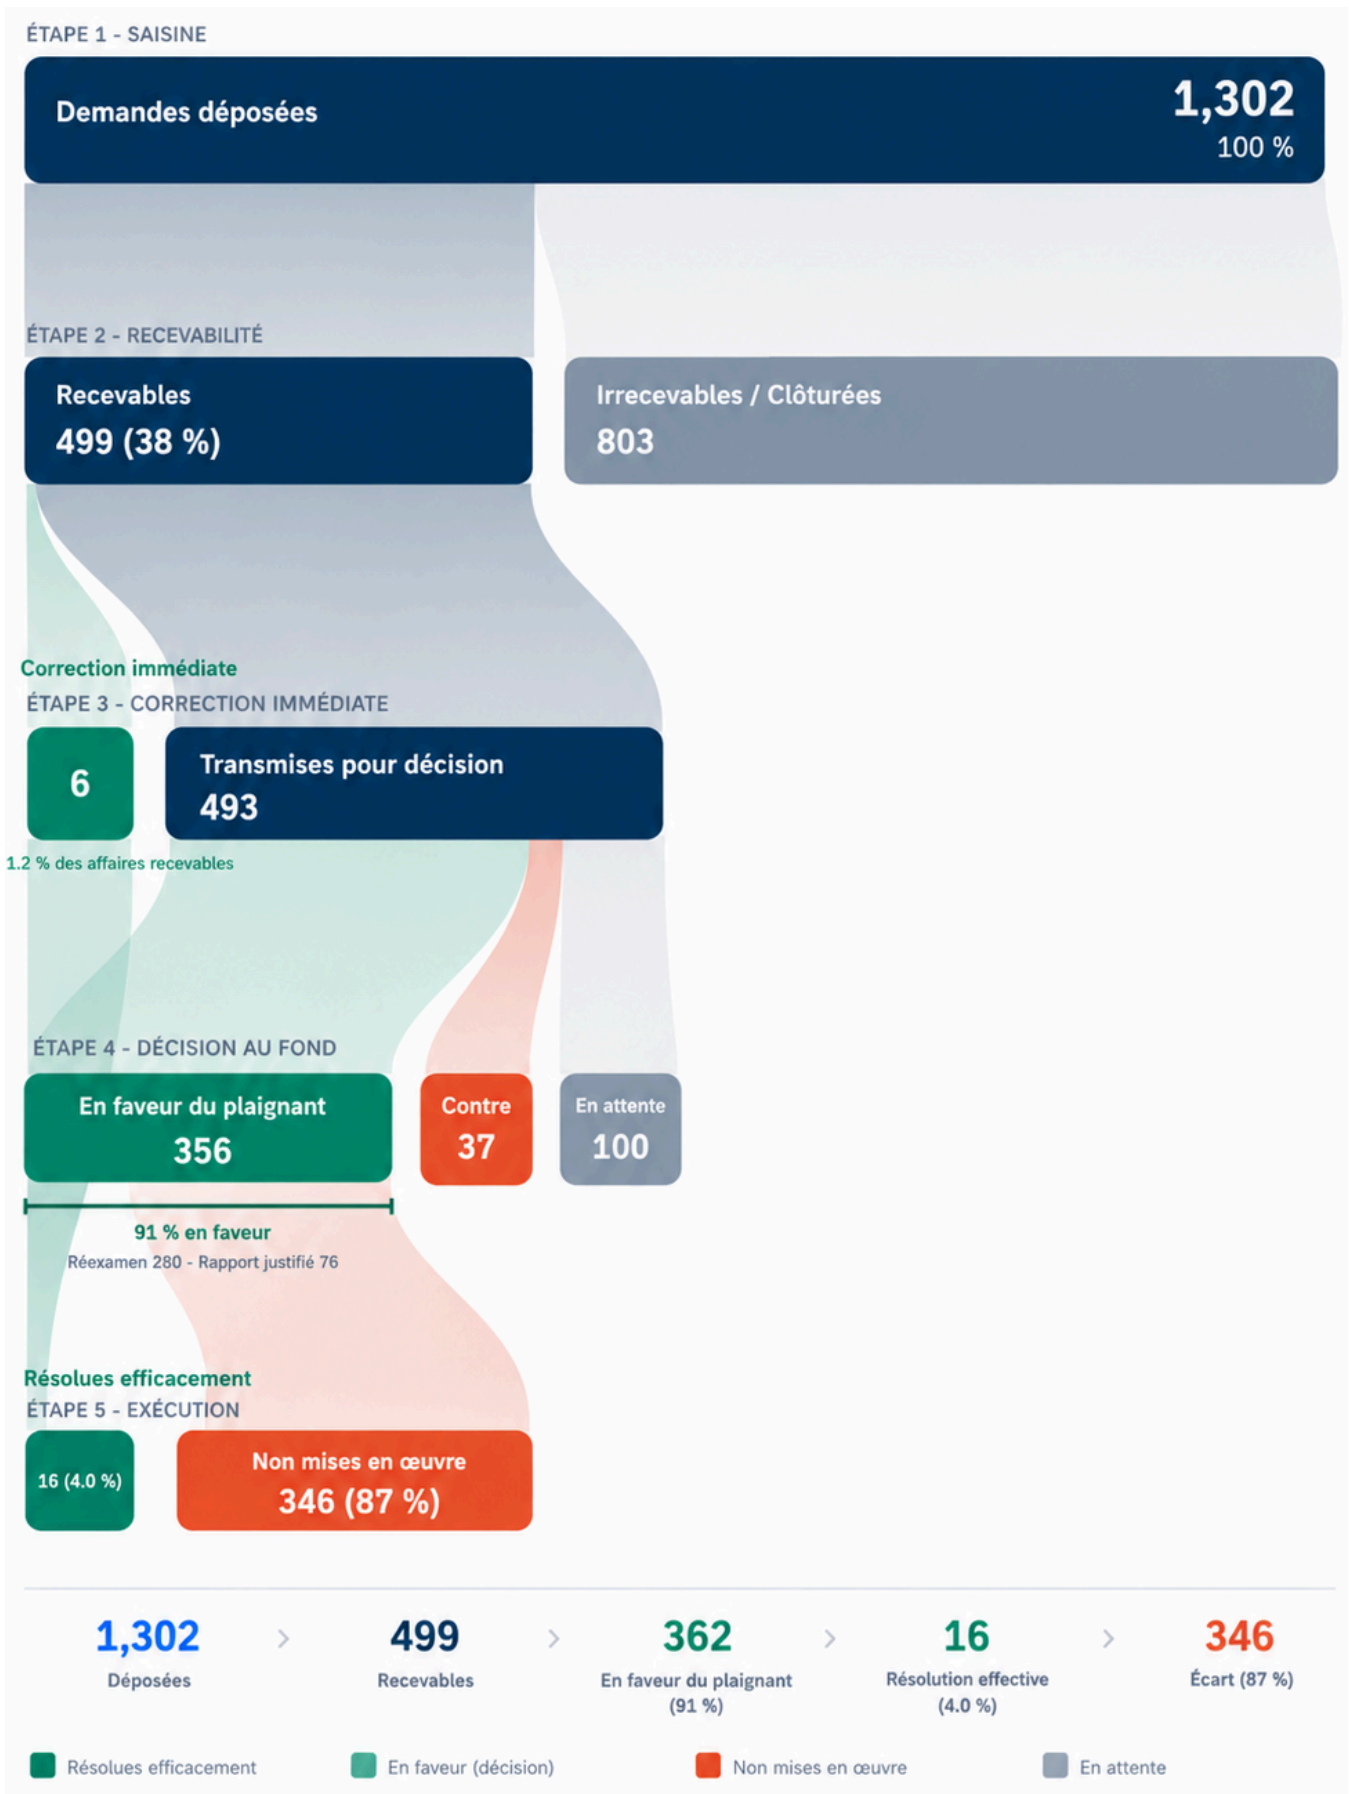 ÉTAPE 1 - SAISINE
Demandes déposées
1,302
100 %
ÉTAPE 2 - RECEVABILITÉ
Recevables
499 (38 %)
Irrecevables / Clôturées
803
Correction immédiate
ÉTAPE 3 - CORRECTION IMMÉDIATE
6
Transmises pour décision
493
1.2 % des affaires recevables
ÉTAPE 4 - DÉCISION AU FOND
En faveur du plaignant
356
Contre
37
En attente
100
91 % en faveur
Réexamen 280 - Rapport justifié 76
Résolues efficacement
ÉTAPE 5 - EXÉCUTION
16 (4.0 %)
Non mises en œuvre
346 (87 %)
1,302
Déposées
499
Recevables
362
En faveur du plaignant
(91 %)
16
Résolution effective
(4.0 %)
346
Écart (87 %)
Résolues efficacement
En faveur (décision)
Non mises en œuvre
En attente